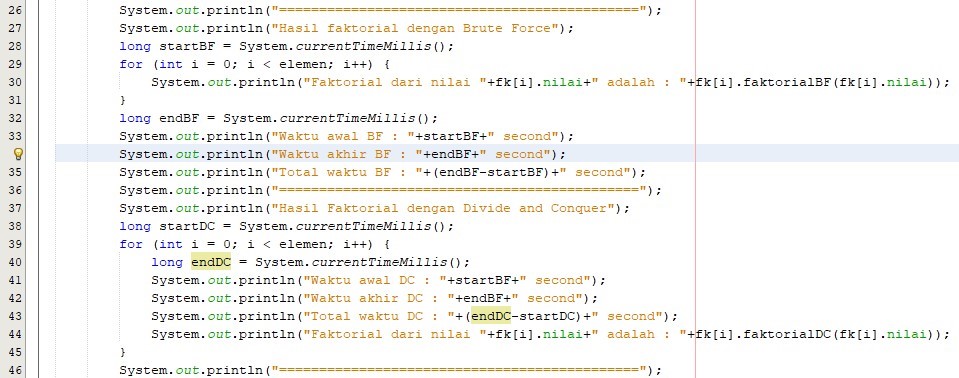 26 System.out.println("=============================================");
27 System.out.println("Hasil faktorial dengan Brute Force");
28 long startBF = System.currentTimeMillis();
29 for (int i = 0; i < elemen; i++) {
30 System.out.println("Faktorial dari nilai "+fk[i].nilai+" adalah : "+fk[i].faktorialBF(fk[i].nilai));
31 }
32 long endBF = System.currentTimeMillis();
33 System.out.println("Waktu awal BF : "+startBF+" second");
System.out.println("Waktu akhir BF : "+endBF+" second");
35 System.out.println("Total waktu BF : "+(endBF-startBF)+" second");
36 System.out.println("=============================================");
37 System.out.println("Hasil Faktorial dengan Divide and Conquer");
38 long startDC = System.currentTimeMillis();
39 for (int i = 0; i < elemen; i++) {
40 long endDC = System.currentTimeMillis();
41 System.out.println("Waktu awal DC : "+startBF+" second");
42 System.out.println("Waktu akhir DC : "+endBF+" second");
43 System.out.println("Total waktu DC : "+(endDC-startDC)+" second");
44 System.out.println("Faktorial dari nilai "+fk[i].nilai+" adalah : "+fk[i].faktorialDC(fk[i].nilai));
45 }
46 System.out.println("=============================================");